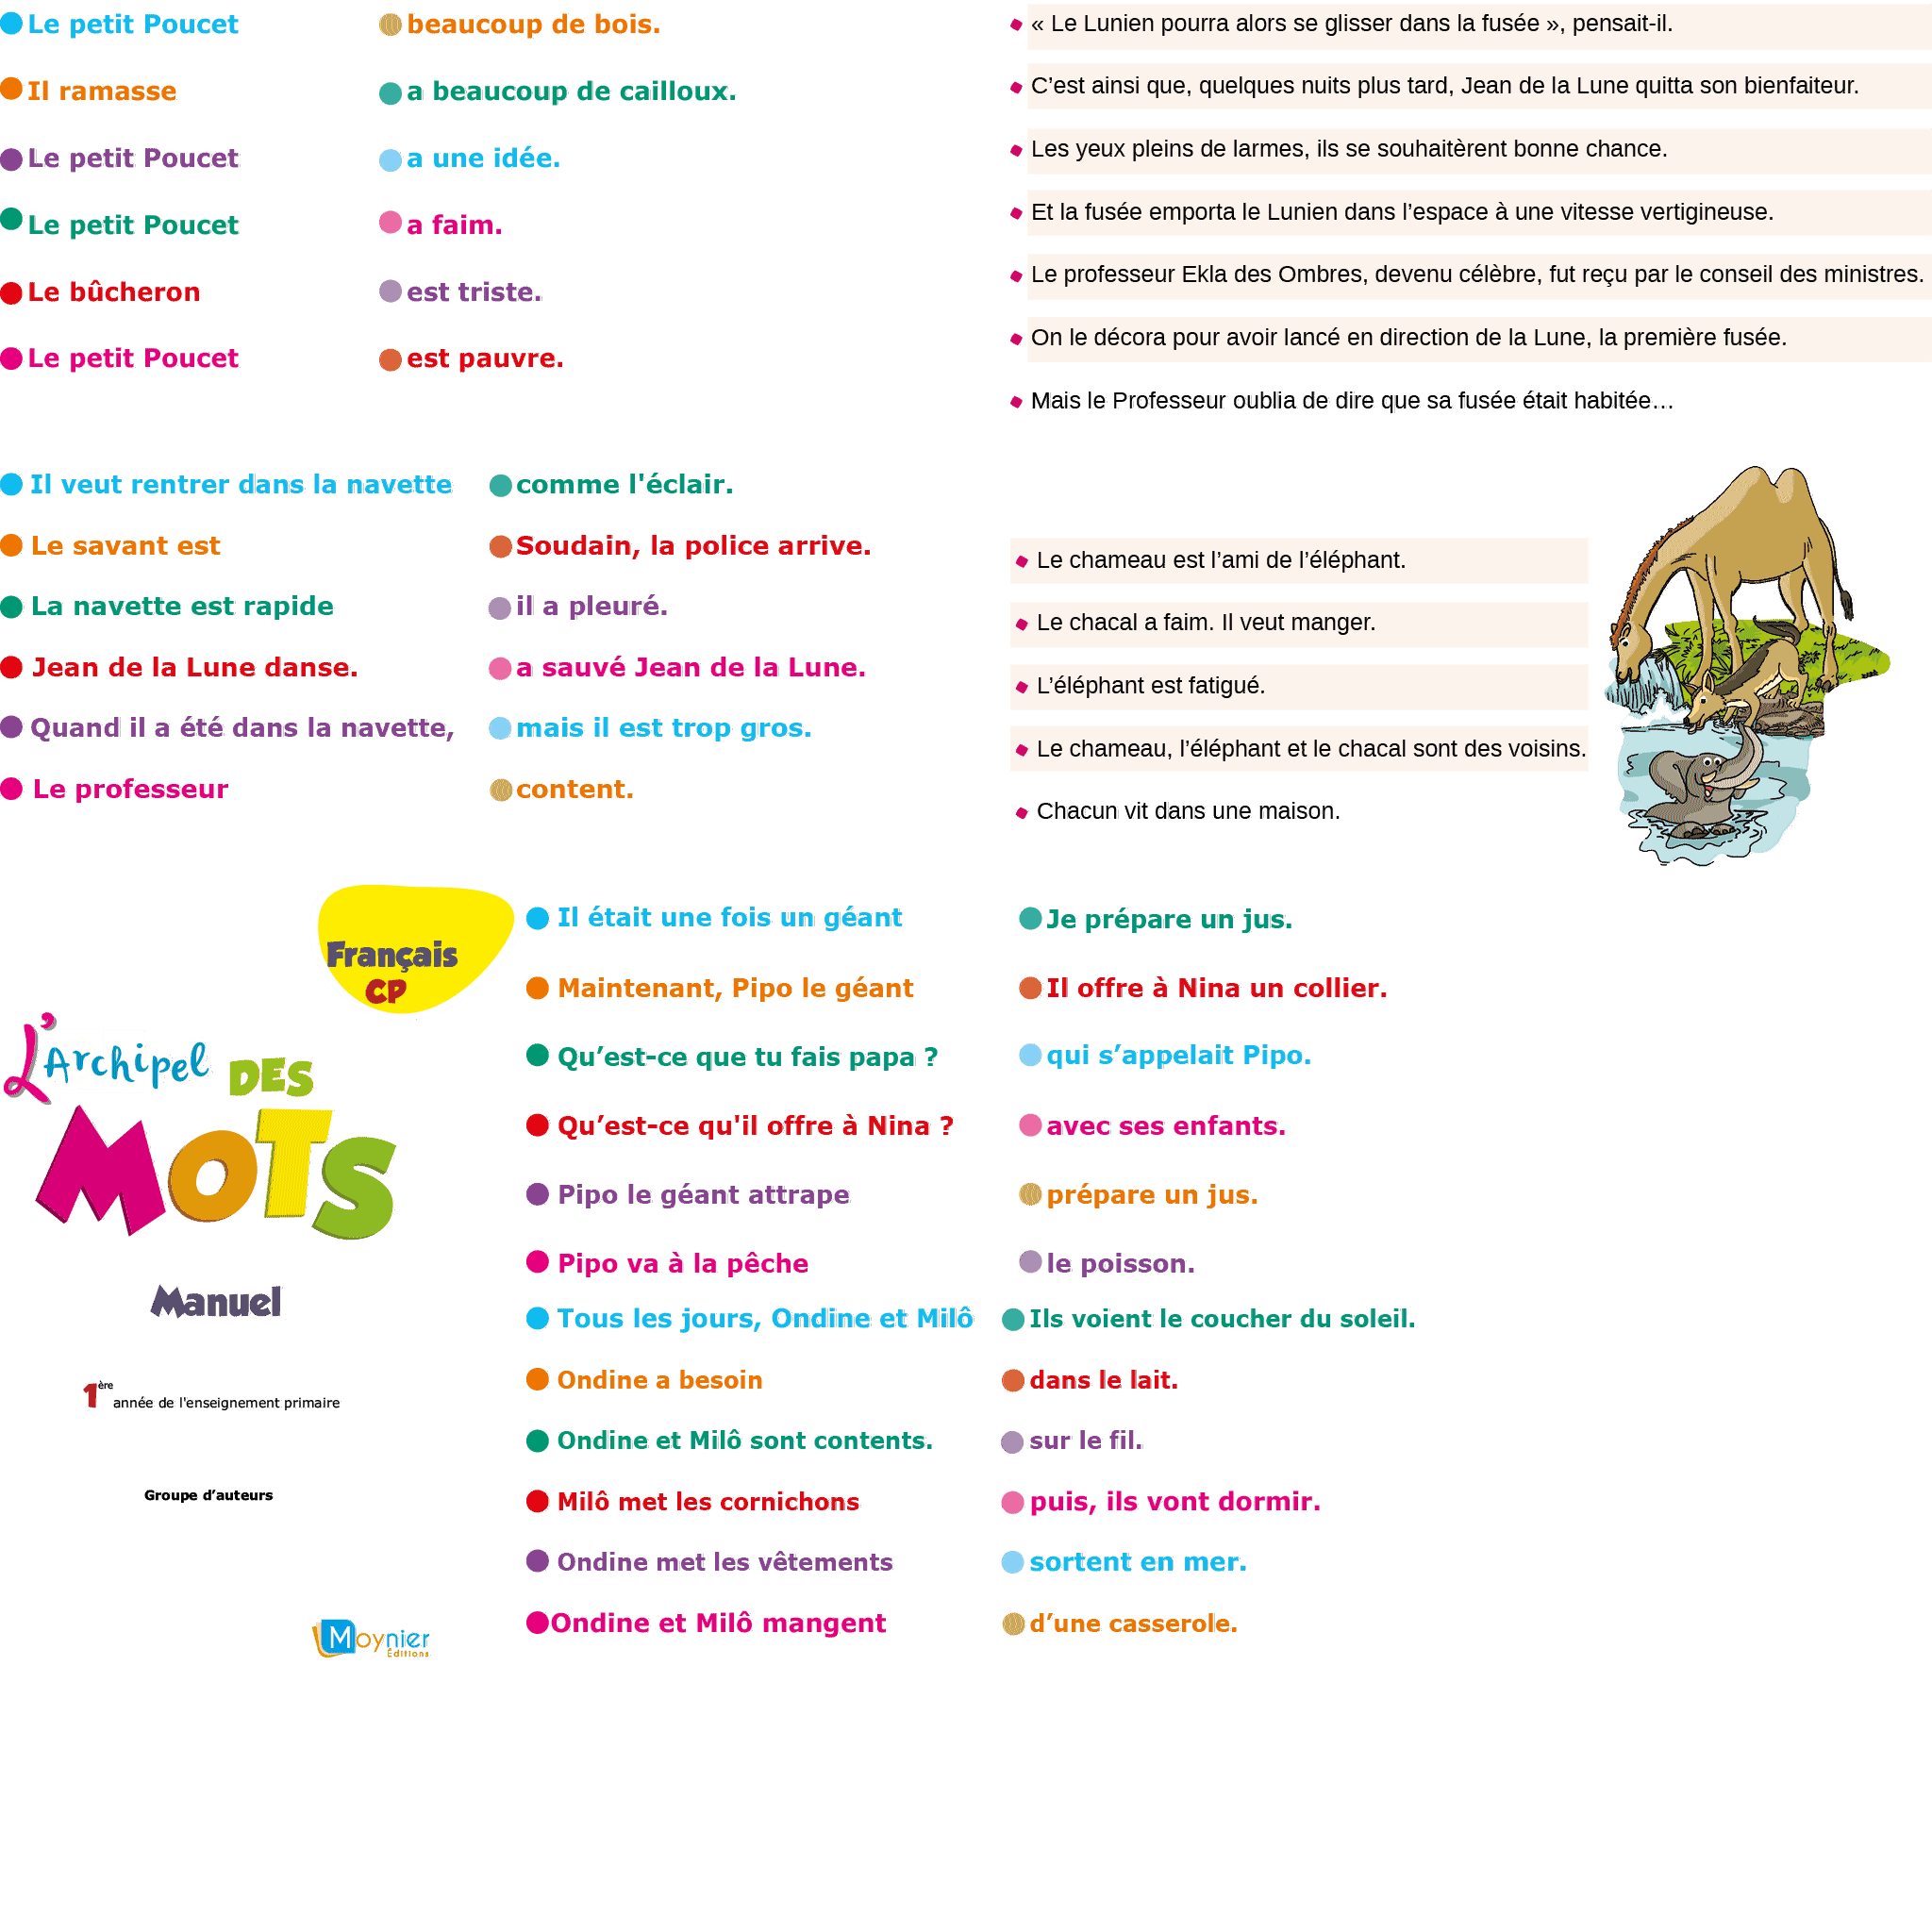 Le petit Poucet
Il ramasse
Le petit Poucet
Le petit Poucet
Le bûcheron
Le petit Poucet
beaucoup de bois.
a beaucoup de cailloux.
a une idée.
a faim.
est triste.
est pauvre.
« Le Lunien pourra alors se glisser dans la fusée », pensait-il.
C’est ainsi que, quelques nuits plus tard, Jean de la Lune quitta son bienfaiteur.
Les yeux pleins de larmes, ils se souhaitèrent bonne chance.
Et la fusée emporta le Lunien dans l’espace à une vitesse vertigineuse.
Le professeur Ekla des Ombres, devenu célèbre, fut reçu par le conseil des ministres.
On le décora pour avoir lancé en direction de la Lune, la première fusée.
Mais le Professeur oublia de dire que sa fusée était habitée…
Il veut rentrer dans la navette
Le savant est
La navette est rapide
Jean de la Lune danse.
Quand il a été dans la navette,
Le professeur
comme l'éclair.
Soudain, la police arrive.
il a pleuré.
a sauvé Jean de la Lune.
mais il est trop gros.
content.
Le chameau est l’ami de l’éléphant.
Le chacal a faim. Il veut manger.
L’éléphant est fatigué.
Le chameau, l’éléphant et le chacal sont des voisins.
Chacun vit dans une maison.
Français
CP
L’Archipel DES
MOTS
Manuel
1ère année de l'enseignement primaire
Groupe d’auteurs
Moynier
Éditions
Il était une fois un géant
Maintenant, Pipo le géant
Qu’est-ce que tu fais papa ?
Qu’est-ce qu'il offre à Nina ?
Pipo le géant attrape
Pipo va à la pêche
Je prépare un jus.
Il offre à Nina un collier.
qui s’appelait Pipo.
avec ses enfants.
prépare un jus.
le poisson.
Tous les jours, Ondine et Milô
Ondine a besoin
Ondine et Milô sont contents.
Milô met les cornichons
Ondine met les vêtements
Ondine et Milô mangent
Ils voient le coucher du soleil.
dans le lait.
sur le fil.
puis, ils vont dormir.
sortent en mer.
d’une casserole.